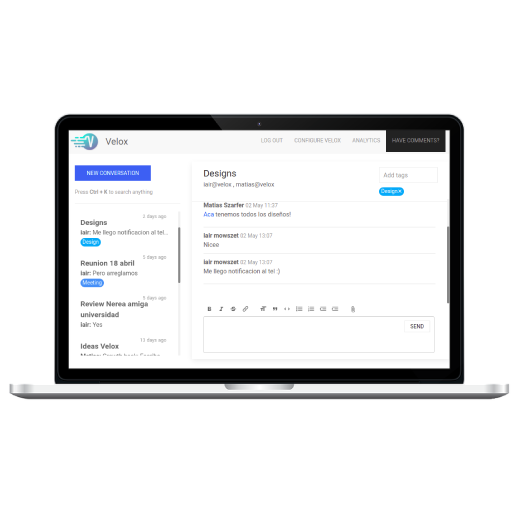 Velox
LOG OUT
CONFIGURE VELOX
ANALYTICS
HAVE COMMENTS?
NEW CONVERSATION
Press Ctrl + K to search anything
2 days ago
Designs
iair: Me llego notificacion al tel...
Design
5 days ago
Reunion 18 abril
iair: Pero arreglamos
Meeting
9 days ago
Review Nerea amiga
universidad
iair: Yes
13 days ago
Ideas Velox
Designs
iair@velox , matias@velox
Add tags
Design×
Matias Szarfer 02 May 11:37
Aca tenemos todos los diseños!
iair mowszet 02 May 13:07
Nicee
iair mowszet 02 May 13:07
Me llego notificacion al tel :)
B I S
SEND